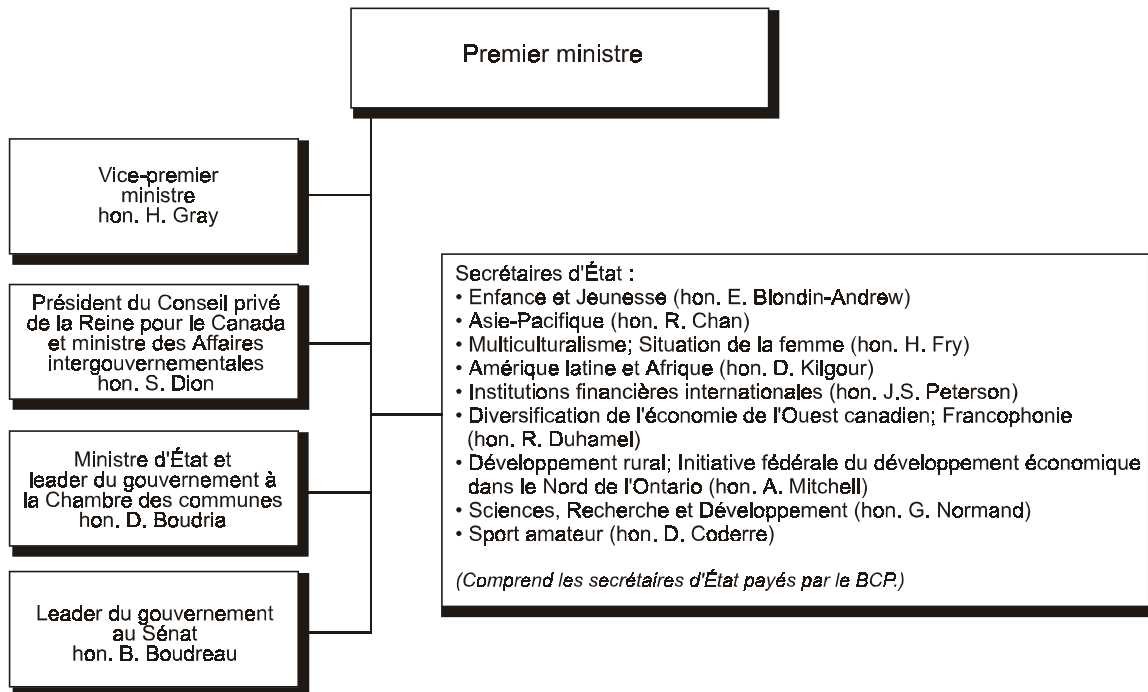 Premier ministre
Vice-premier
ministre
hon. H. Gray
Président du Conseil privé
de la Reine pour le Canada
et ministre des Affaires
intergouvernementales
hon. S. Dion
Ministre d'État et
leader du gouvernement à
la Chambre des communes
hon. D. Boudria
Leader du gouvernement
au Sénat
hon. B. Boudreau
Secrétaires d'État :
• Enfance et Jeunesse (hon. E. Blondin-Andrew)
• Asie-Pacifique (hon. R. Chan)
• Multiculturalisme; Situation de la femme (hon. H. Fry)
• Amérique latine et Afrique (hon. D. Kilgour)
• Institutions financières internationales (hon. J.S. Peterson)
• Diversification de l'économie de l'Ouest canadien; Francophonie
(hon. R. Duhamel)
• Développement rural; Initiative fédérale du développement économique
dans le Nord de l'Ontario (hon. A. Mitchell)
• Sciences, Recherche et Développement (hon. G. Normand)
• Sport amateur (hon. D. Coderre)
(Comprend les secrétaires d'État payés par le BCP.)